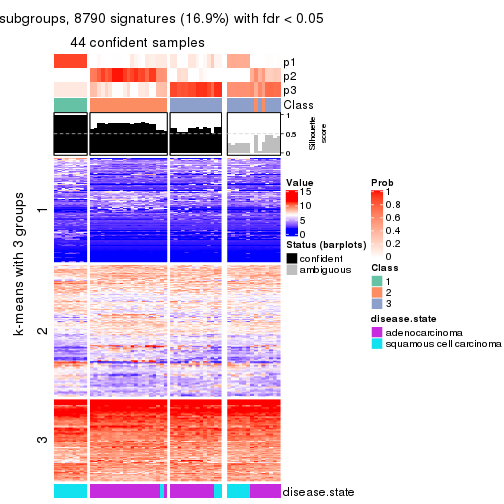 subgroups, 8790 signatures (16.9%) with fdr < 0.05
44 confident samples
p1
p2
p3
Class
1
0.5
0
Silhouette
score
k-means with 3 groups
1
2
3
Value
15
10
5
0
Status (barplots)
confident
ambiguous
Prob
1
0.8
0.6
0.4
0.2
0
Class
1
2
3
disease.state
adenocarcinoma
squamous cell carcinoma
disease.state